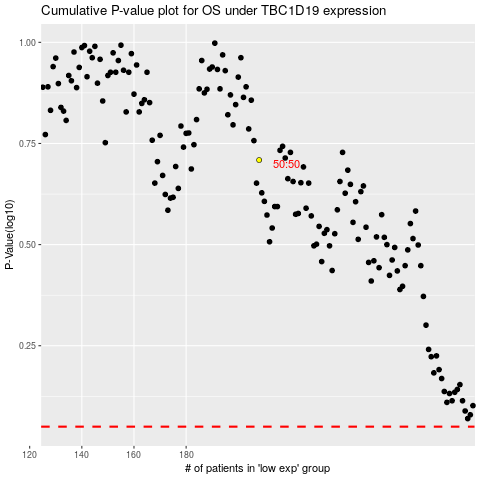 Cumulative P-value plot for OS under TBC1D19 expression
P-Value(log10)
1.00
0.75
0.50
0.25
50:50
120 140 160 180
# of patients in 'low exp' group